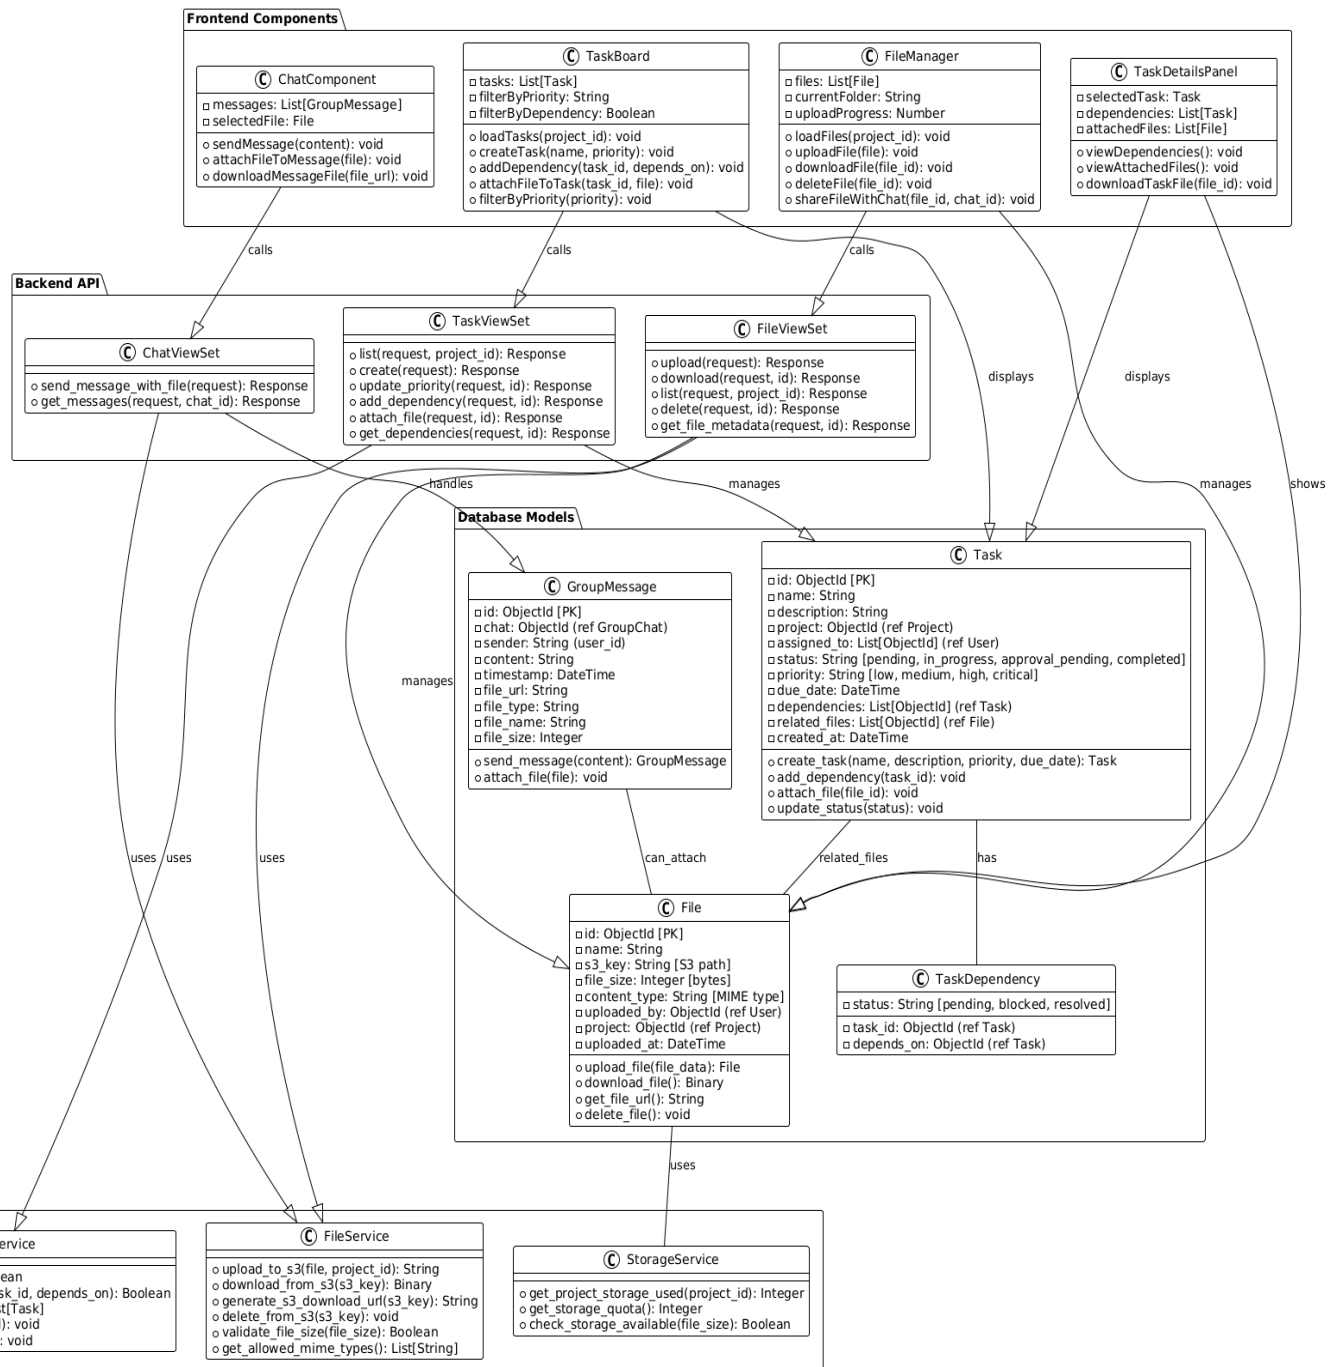 Frontend Components
C ChatComponent
messages: List[GroupMessage]
selectedFile: File
sendMessage(content): void
attachFileToMessage(file): void
downloadMessageFile(file_url): void
C TaskBoard
tasks: List[Task]
filterByPriority: String
filterByDependency: Boolean
loadTasks(project_id): void
createTask(name, priority): void
addDependency(task_id, depends_on): void
attachFileToTask(task_id, file): void
filterByPriority(priority): void
C FileManager
files: List[File]
currentFolder: String
uploadProgress: Number
loadFiles(project_id): void
uploadFile(file): void
downloadFile(file_id): void
deleteFile(file_id): void
shareFileWithChat(file_id, chat_id): void
C TaskDetailsPanel
selectedTask: Task
dependencies: List[Task]
attachedFiles: List[File]
viewDependencies(): void
viewAttachedFiles(): void
downloadTaskFile(file_id): void
calls
calls
calls
Backend API
C ChatViewSet
send_message_with_file(request): Response
get_messages(request, chat_id): Response
C TaskViewSet
list(request, project_id): Response
create(request): Response
update_priority(request, id): Response
add_dependency(request, id): Response
attach_file(request, id): Response
get_dependencies(request, id): Response
C FileViewSet
upload(request): Response
download(request, id): Response
list(request, project_id): Response
delete(request, id): Response
get_file_metadata(request, id): Response
displays
displays
handles
manages
manages
shows
Database Models
C GroupMessage
id: ObjectId [PK]
chat: ObjectId (ref GroupChat)
sender: String (user_id)
content: String
timestamp: DateTime
file_url: String
file_type: String
file_name: String
file_size: Integer
send_message(content): GroupMessage
attach_file(file): void
C Task
id: ObjectId [PK]
name: String
description: String
project: ObjectId (ref Project)
assigned_to: List[ObjectId] (ref User)
status: String [pending, in_progress, approval_pending, completed]
priority: String [low, medium, high, critical]
due_date: DateTime
dependencies: List[ObjectId] (ref Task)
related_files: List[ObjectId] (ref File)
created_at: DateTime
create_task(name, description, priority, due_date): Task
add_dependency(task_id): void
attach_file(file_id): void
update_status(status): void
manages
uses
uses
uses
can_attach
related_files
has
C File
id: ObjectId [PK]
name: String
s3_key: String [S3 path]
file_size: Integer [bytes]
content_type: String [MIME type]
uploaded_by: ObjectId (ref User)
project: ObjectId (ref Project)
uploaded_at: DateTime
upload_file(file_data): File
download_file(): Binary
get_file_url(): String
delete_file(): void
C TaskDependency
status: String [pending, blocked, resolved]
task_id: ObjectId (ref Task)
depends_on: ObjectId (ref Task)
uses
ervice
ean
sk_id, depends_on): Boolean
st[Task]
): void
: void
C FileService
upload_to_s3(file, project_id): String
download_from_s3(s3_key): Binary
generate_s3_download_url(s3_key): String
delete_from_s3(s3_key): void
validate_file_size(file_size): Boolean
get_allowed_mime_types(): List[String]
C StorageService
get_project_storage_used(project_id): Integer
get_storage_quota(): Integer
check_storage_available(file_size): Boolean